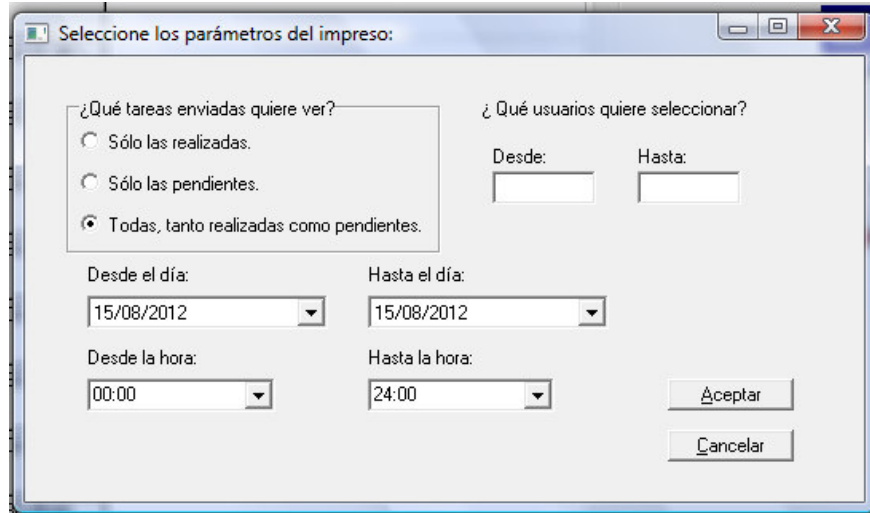 Seleccione los parámetros del impreso:
¿Qué tareas enviadas quiere ver?
Sólo las realizadas.
Sólo las pendientes.
Todas, tanto realizadas como pendientes.
¿ Qué usuarios quiere seleccionar?
Desde: Hasta:
Desde el día: Hasta el día:
15/08/2012 15/08/2012
Desde la hora: Hasta la hora:
00:00 24:00
Aceptar
Cancelar